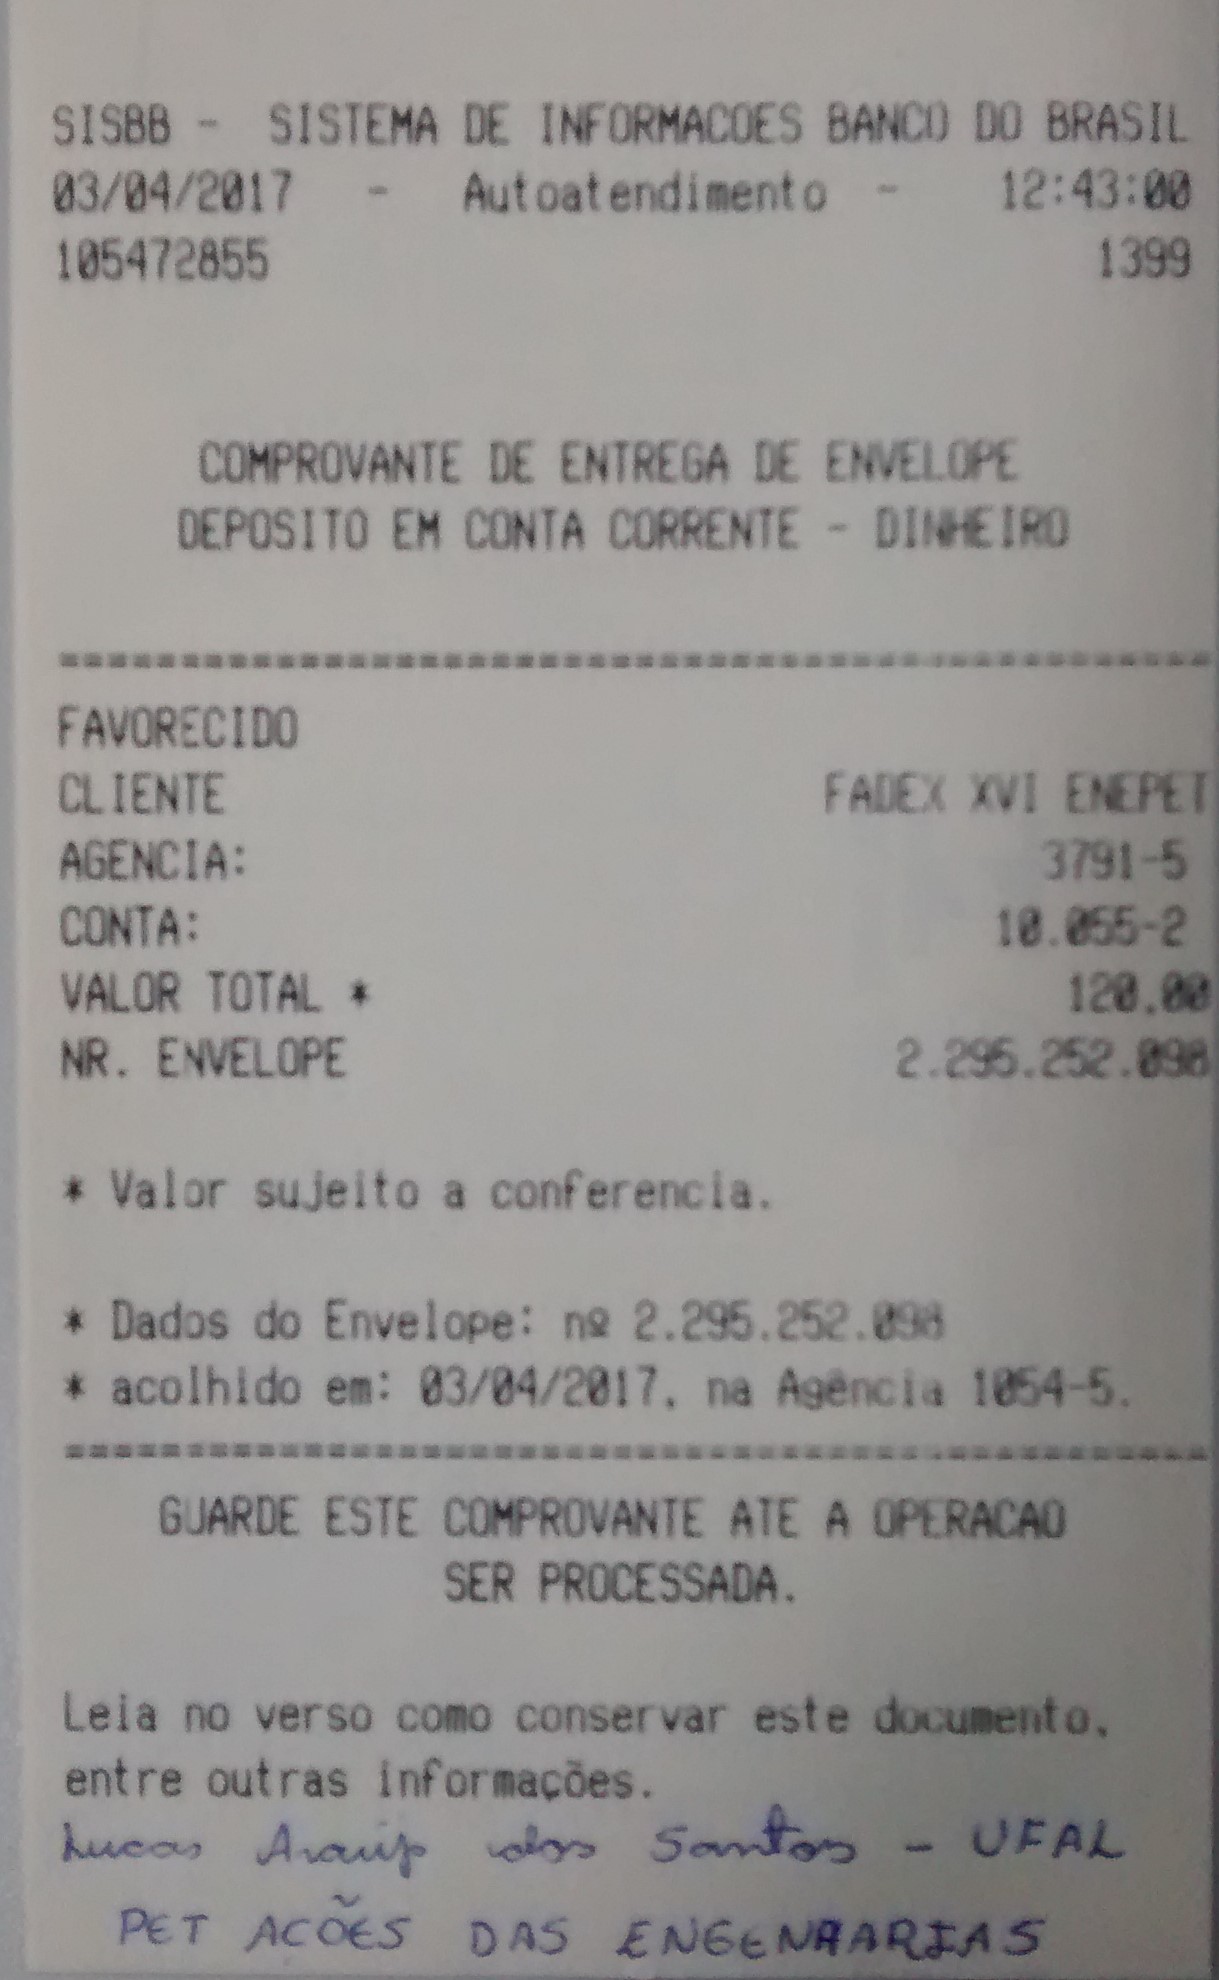 SISBB - SISTEMA DE INFORMACOES BANCO DO BRASIL
03/04/2017 - Autoatendimento - 12:43:00
105472855 1399
COMPROVANTE DE ENTREGA DE ENVELOPE
DEPOSITO EM CONTA CORRENTE - DINHEIRO
================================================
FAVORECIDO
CLIENTE FADEX XVI ENEPET
AGENCIA: 3791-5
CONTA: 10.055-2
VALOR TOTAL * 120,00
NR. ENVELOPE 2.295.252.098
* Valor sujeito a conferencia.
* Dados do Envelope: nº 2.295.252.098
* acolhido em: 03/04/2017, na Agência 1054-5.
================================================
GUARDE ESTE COMPROVANTE ATE A OPERACAO
SER PROCESSADA.
Leia no verso como conservar este documento,
entre outras informações.
Lucas Araújo dos Santos - UFAL
PET AÇÕES DAS ENGENHARIAS